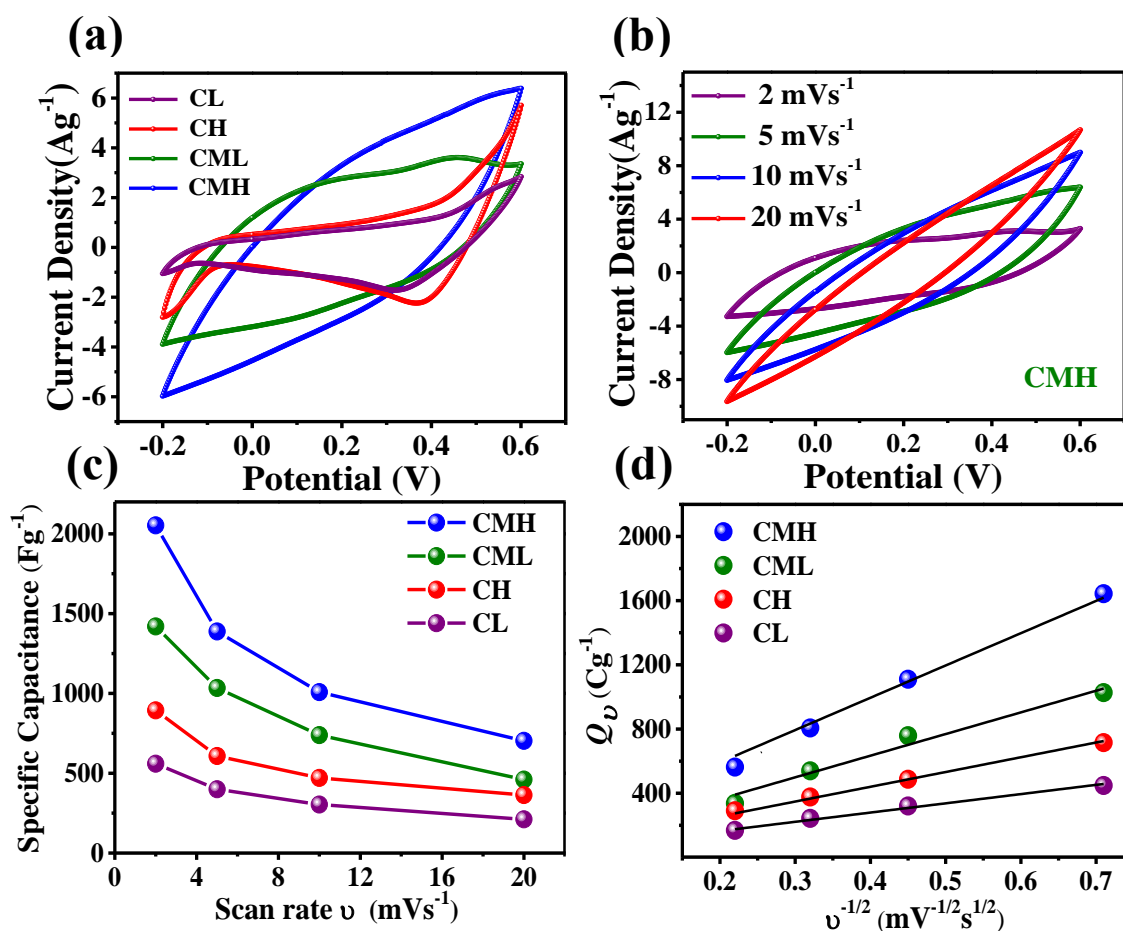 (a)
Current Density(Ag⁻¹)
6
4
2
0
-2
-4
-6
CL
CH
CML
CMH
-0.2 0.0 0.2 0.4 0.6
Potential (V)
(b)
Current Density(Ag⁻¹)
12
8
4
0
-4
-8
2 mVs⁻¹
5 mVs⁻¹
10 mVs⁻¹
20 mVs⁻¹
CMH
-0.2 0.0 0.2 0.4 0.6
Potential (V)
(c)
Specific Capacitance (Fg⁻¹)
2000
1500
1000
500
0
CMH
CML
CH
CL
0 4 8 12 16 20
Scan rate υ (mVs⁻¹)
(d)
Qυ (Cg⁻¹)
2000
1600
1200
800
400
CMH
CML
CH
CL
0.2 0.3 0.4 0.5 0.6 0.7
υ⁻¹/² (mV⁻¹/²s¹/²)